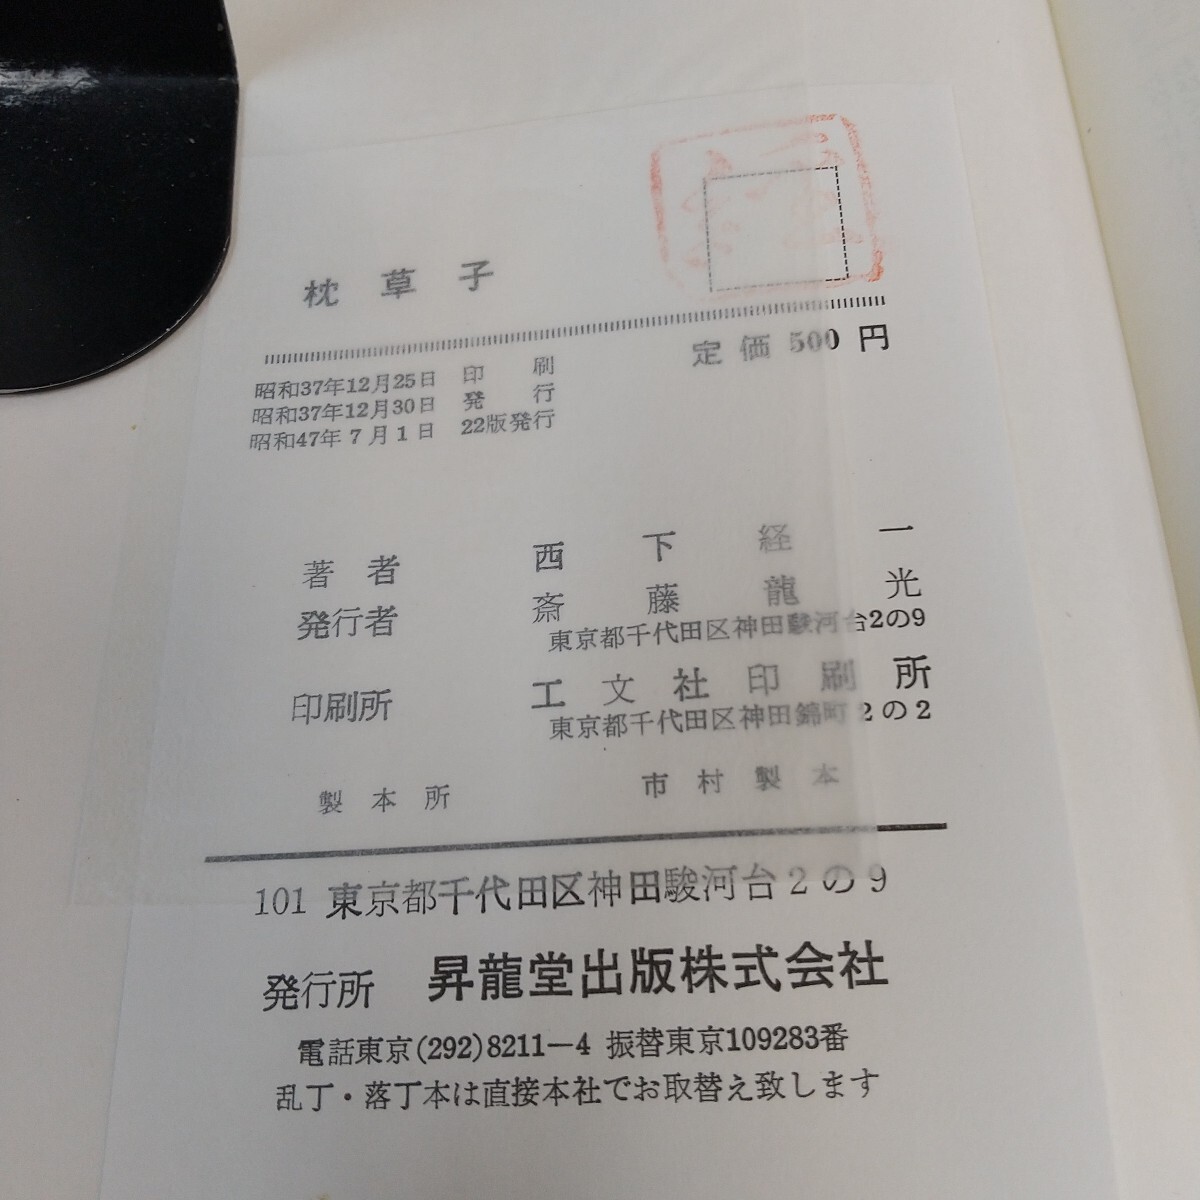 枕草子
定価 500 円
昭和37年12月25日 印 刷
昭和37年12月30日 発 行
昭和47年7月1日 22版発行
著者 西下経一
発行者 斎藤龍光
東京都千代田区神田駿河台2の9
印刷所 工文社印刷所
東京都千代田区神田錦町2の2
製本所 市村製本
101 東京都千代田区神田駿河台2の9
発行所 昇龍堂出版株式会社
電話東京(292)8211―4 振替東京109283番
乱丁・落丁本は直接本社でお取替え致します